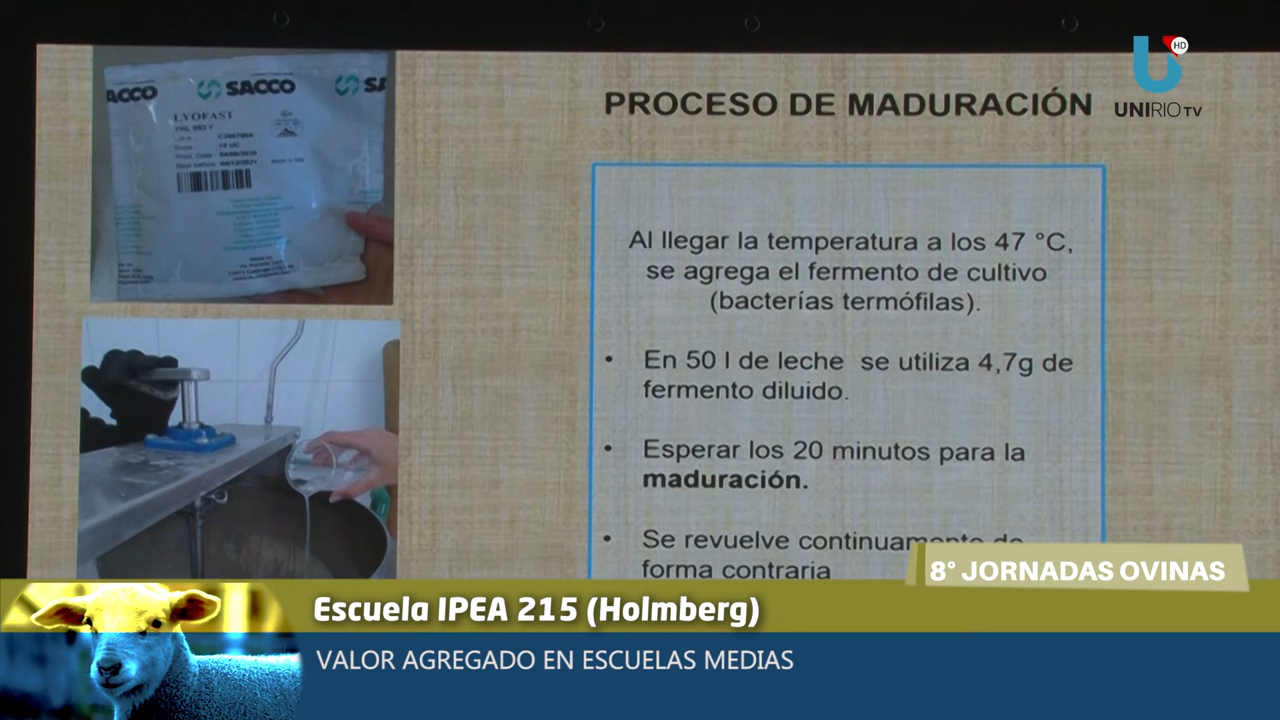 SACCO
LYOFAST
PROCESO DE MADURACIÓN
HD
UNIRIO TV
Al llegar la temperatura a los 47 °C,
se agrega el fermento de cultivo
(bacterías termófilas).
• En 50 l de leche se utiliza 4,7g de
fermento diluido.
• Esperar los 20 minutos para la
maduración.
• Se revuelve continuamente de
forma contraria
8° JORNADAS OVINAS
Escuela IPEA 215 (Holmberg)
VALOR AGREGADO EN ESCUELAS MEDIAS